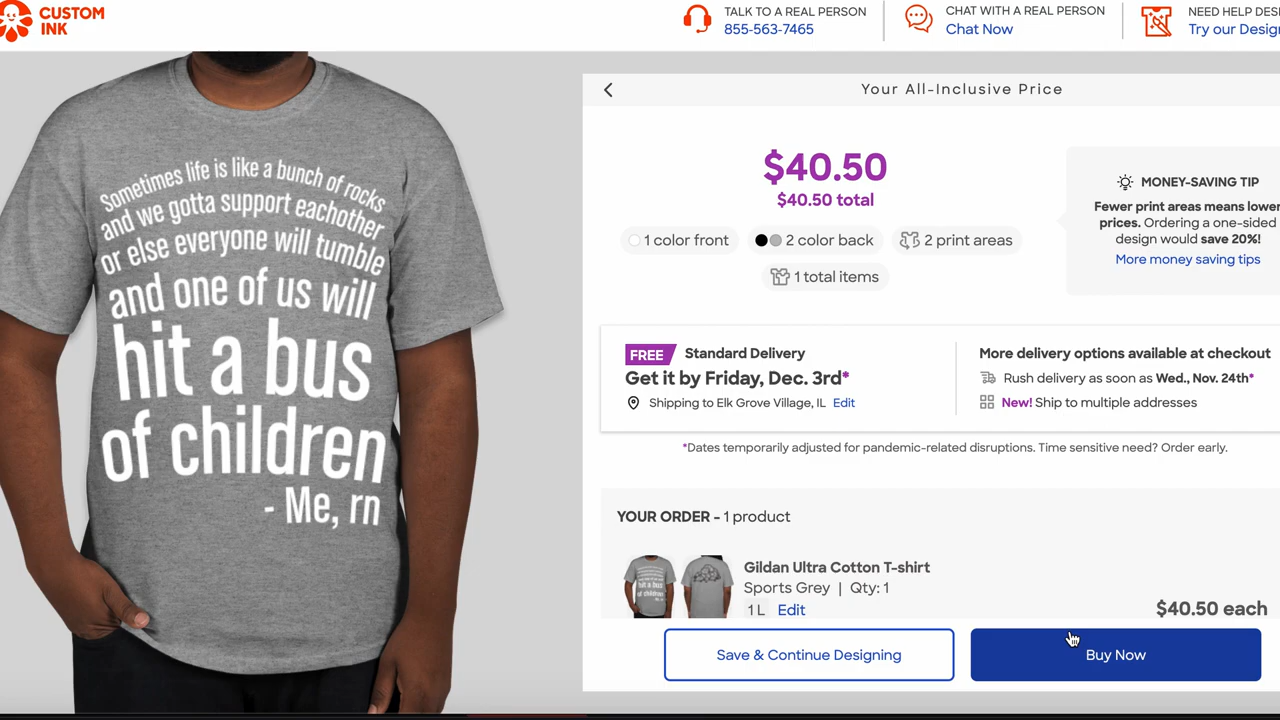 CUSTOM
INK
TALK TO A REAL PERSON
855-563-7465
CHAT WITH A REAL PERSON
Chat Now
NEED HELP DESI
Try our Design
Sometimes life is like a bunch of rocks
and we gotta support eachother
or else everyone will tumble
and one of us will
hit a bus
of children
- Me, rn
Your All-Inclusive Price
$40.50
$40.50 total
1 color front
2 color back
2 print areas
1 total items
MONEY-SAVING TIP
Fewer print areas means lower
prices. Ordering a one-sided
design would save 20%!
More money saving tips
FREE Standard Delivery
Get it by Friday, Dec. 3rd*
Shipping to Elk Grove Village, IL Edit
More delivery options available at checkout
Rush delivery as soon as Wed., Nov. 24th*
New! Ship to multiple addresses
*Dates temporarily adjusted for pandemic-related disruptions. Time sensitive need? Order early.
YOUR ORDER - 1 product
Gildan Ultra Cotton T-shirt
Sports Grey | Qty: 1
1 L Edit
$40.50 each
Save & Continue Designing
Buy Now